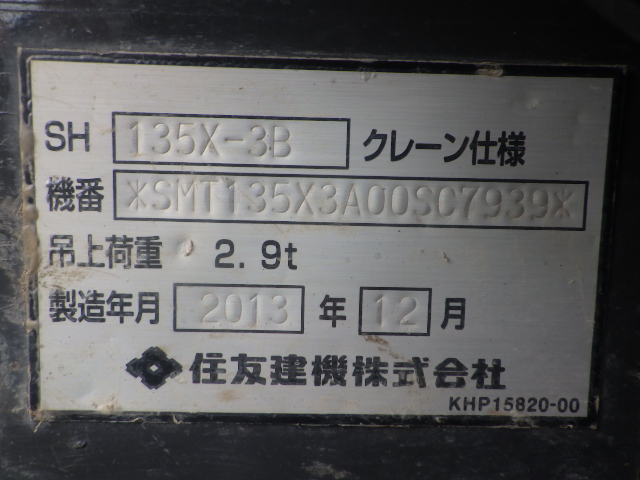 SH 135X-3B クレーン仕様
機番 *SMT135X3A00SC7939*
吊上荷重 2.9t
製造年月 2013 年 12 月
住友建機株式会社
KHP15820-00